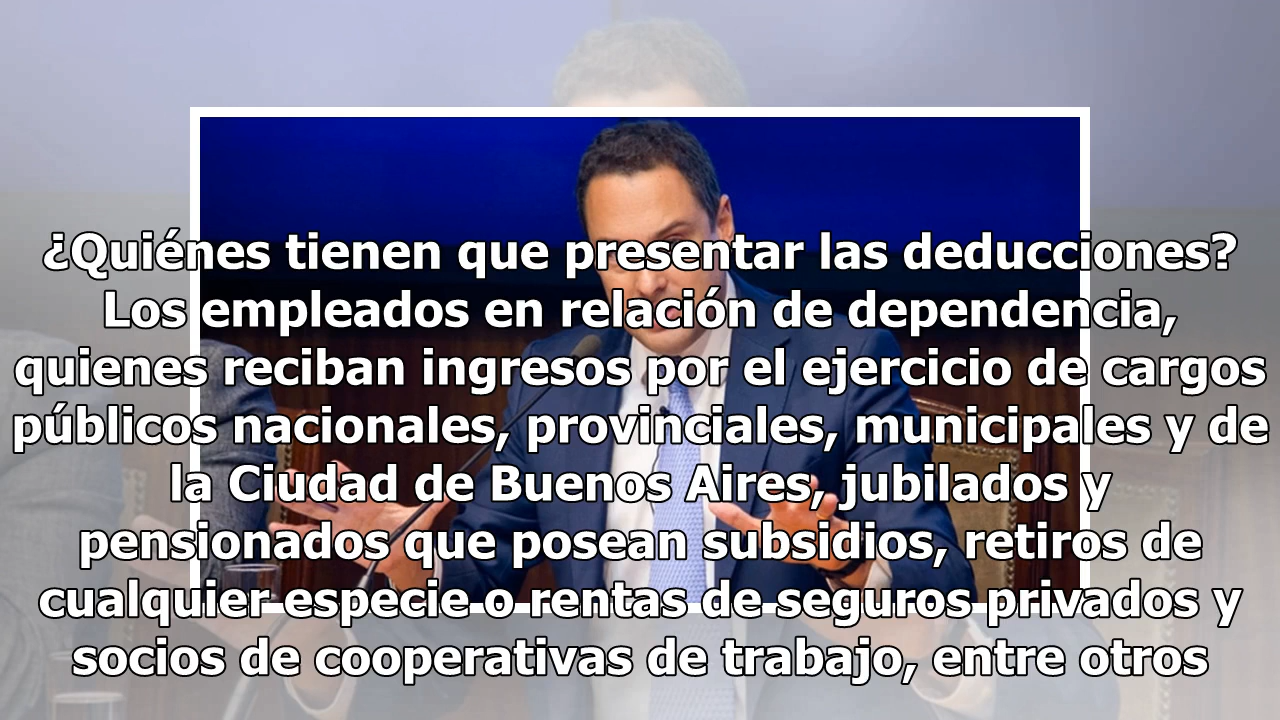 ¿Quiénes tienen que presentar las deducciones?
Los empleados en relación de dependencia,
quienes reciban ingresos por el ejercicio de cargos
públicos nacionales, provinciales, municipales y de
la Ciudad de Buenos Aires, jubilados y
pensionados que posean subsidios, retiros de
cualquier especie o rentas de seguros privados y
socios de cooperativas de trabajo, entre otros